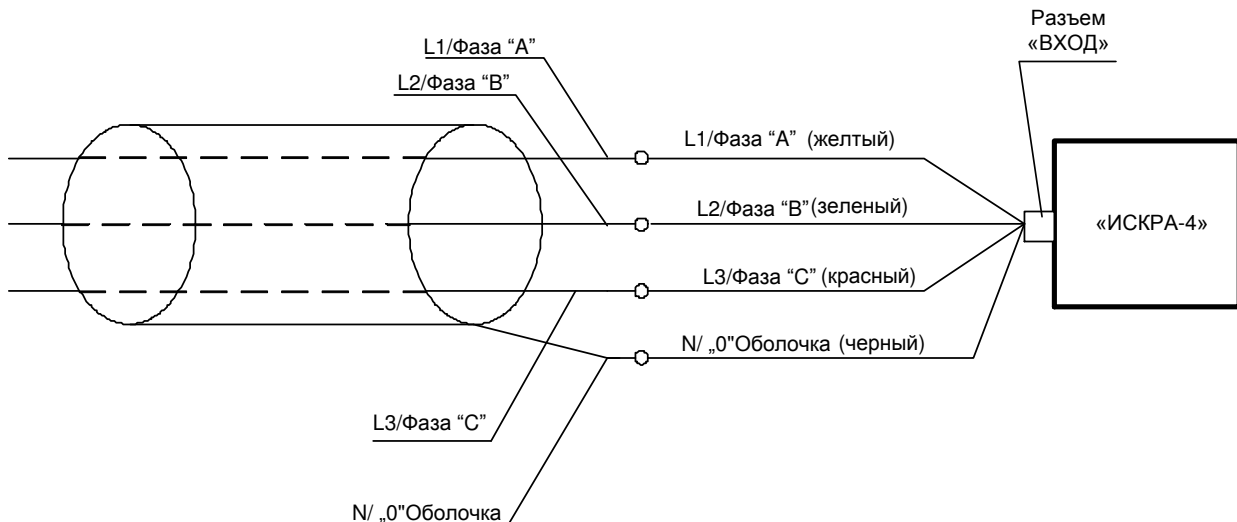 Разъем
«ВХОД»
L1/Фаза “А”
L2/Фаза “В”
L1/Фаза “А” (желтый)
L2/Фаза “В” (зеленый)
«ИСКРА-4»
L3/Фаза “С” (красный)
N/ „0"Оболочка (черный)
L3/Фаза “С”
N/ „0"Оболочка